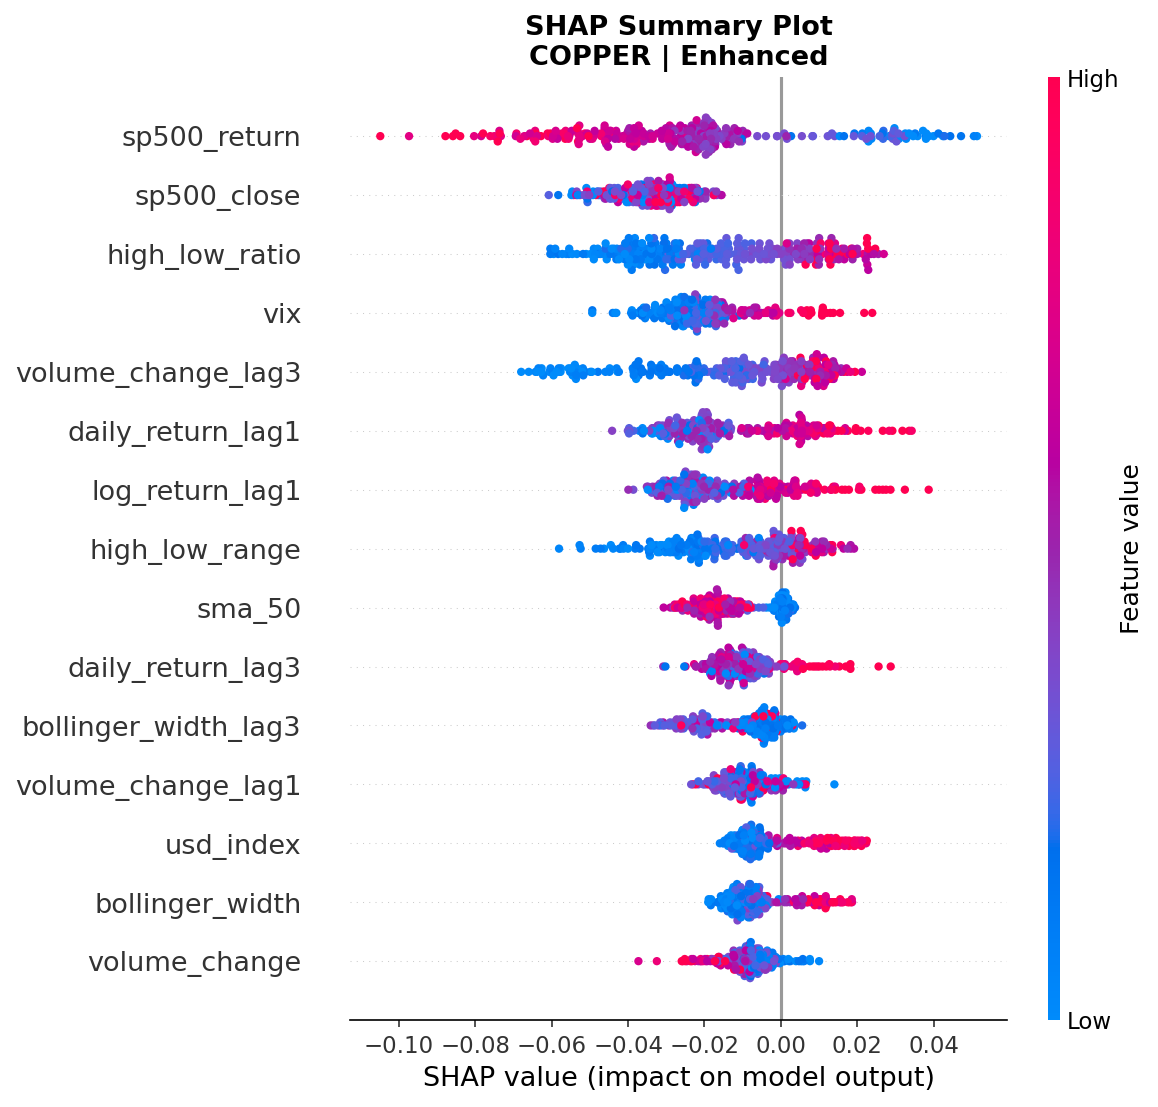 SHAP Summary Plot
COPPER | Enhanced
High
sp500_return
sp500_close
high_low_ratio
vix
volume_change_lag3
daily_return_lag1
log_return_lag1
high_low_range
sma_50
daily_return_lag3
bollinger_width_lag3
volume_change_lag1
usd_index
bollinger_width
volume_change
Feature value
Low
−0.10 −0.08 −0.06 −0.04 −0.02 0.00 0.02 0.04
SHAP value (impact on model output)